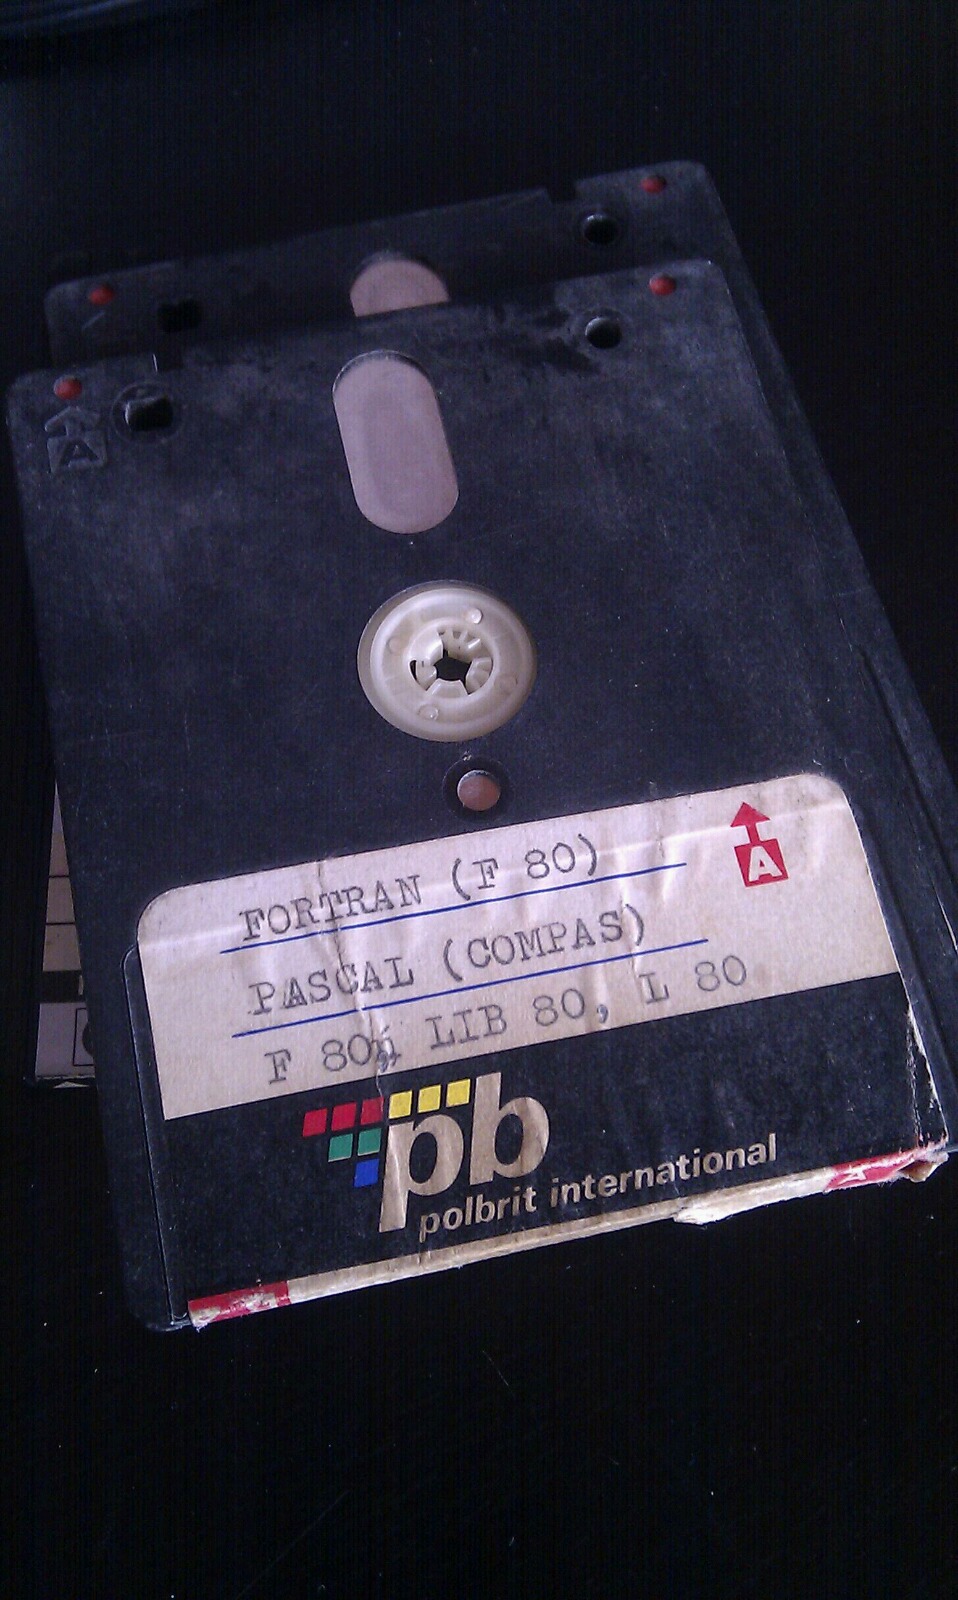 A
FORTRAN (F 80)
A
PASCAL (COMPAS)
F 80, LIB 80, L 80
pb
polbrit international